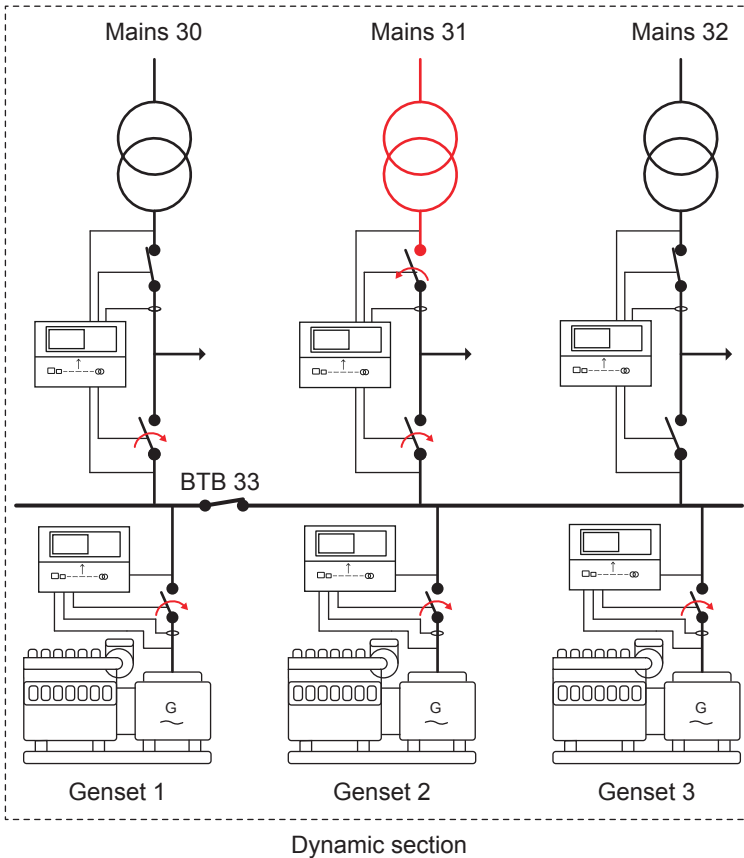 Mains 30 Mains 31 Mains 32
BTB 33
G G G
Genset 1 Genset 2 Genset 3
Dynamic section